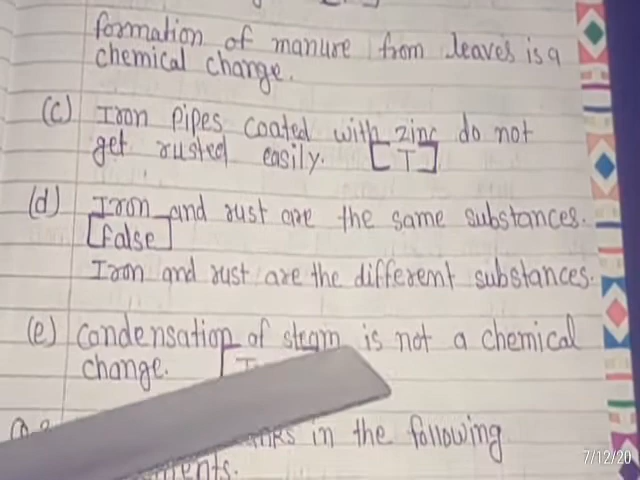 formation of manure from leaves is a
chemical change.
(c) Iron pipes coated with zinc do not
get rusted easily. [T]
(d) Iron and rust are the same substances.
[false]
Iron and rust are the different substances.
(e) Condensation of steam is not a chemical
change. [T
in the following
7/12/20